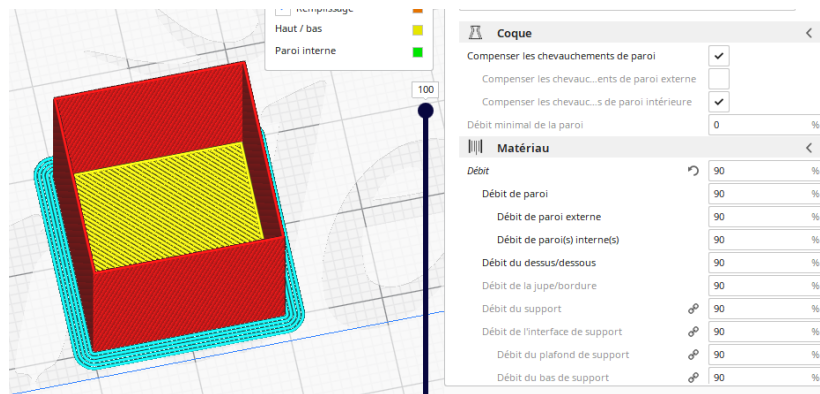 Remplissage
Haut / bas
Paroi interne
100
Coque
Compenser les chevauchements de paroi
Compenser les chevauc...ents de paroi externe
Compenser les chevauc...s de paroi intérieure
Débit minimal de la paroi 0 %
Matériau
Débit 90 %
Débit de paroi 90 %
Débit de paroi externe 90 %
Débit de paroi(s) interne(s) 90 %
Débit du dessus/dessous 90 %
Débit de la jupe/bordure 90 %
Débit du support 90 %
Débit de l'interface de support 90 %
Débit du plafond de support 90 %
Débit du bas de support 90 %